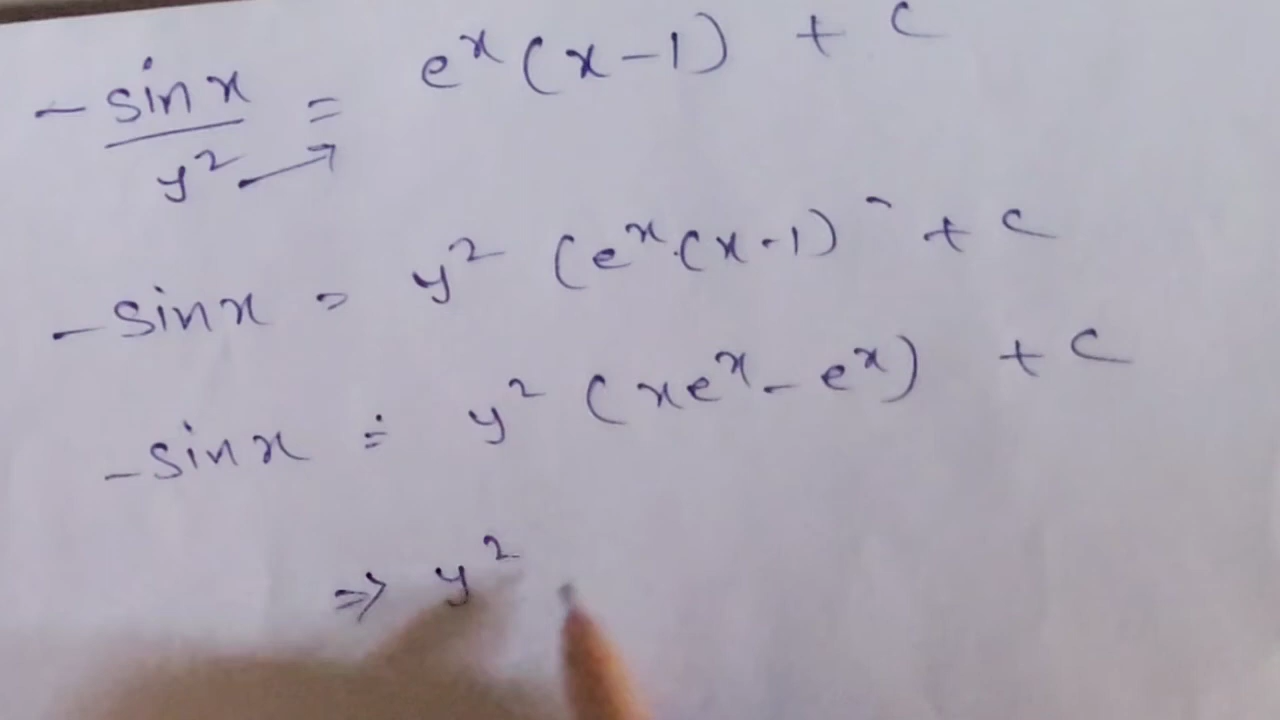 -sin x / y² = eˣ (x-1) + c
-sin x = y² (eˣ.(x-1) + c
-sin x = y² (xeˣ - eˣ) + c
⇒ y²